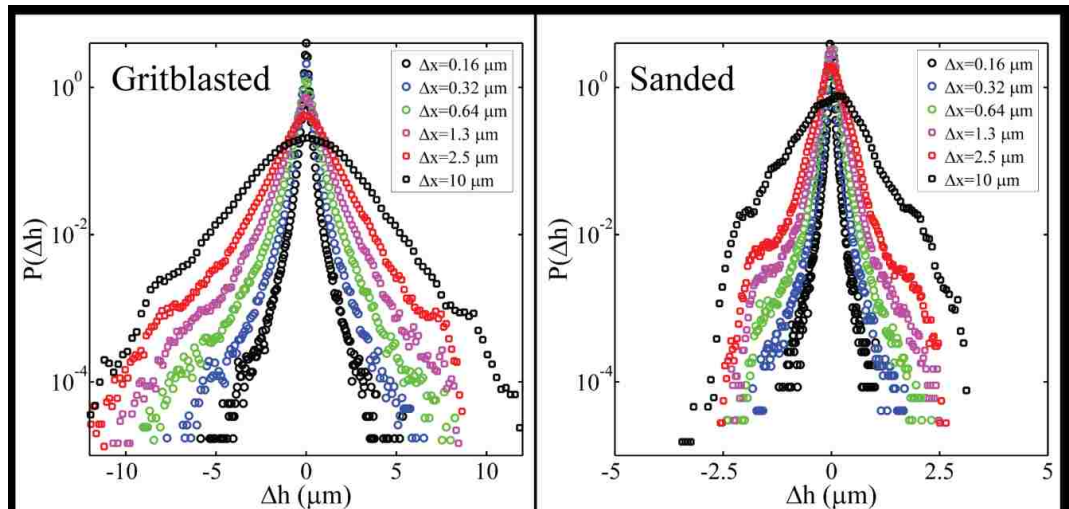 Gritblasted
Δx=0.16 μm
Δx=0.32 μm
Δx=0.64 μm
Δx=1.3 μm
Δx=2.5 μm
Δx=10 μm
P(Δh)
10^0
10^-2
10^-4
-10 -5 0 5 10
Δh (μm)
Sanded
Δx=0.16 μm
Δx=0.32 μm
Δx=0.64 μm
Δx=1.3 μm
Δx=2.5 μm
Δx=10 μm
P(Δh)
10^0
10^-2
10^-4
-5 -2.5 0 2.5 5
Δh (μm)